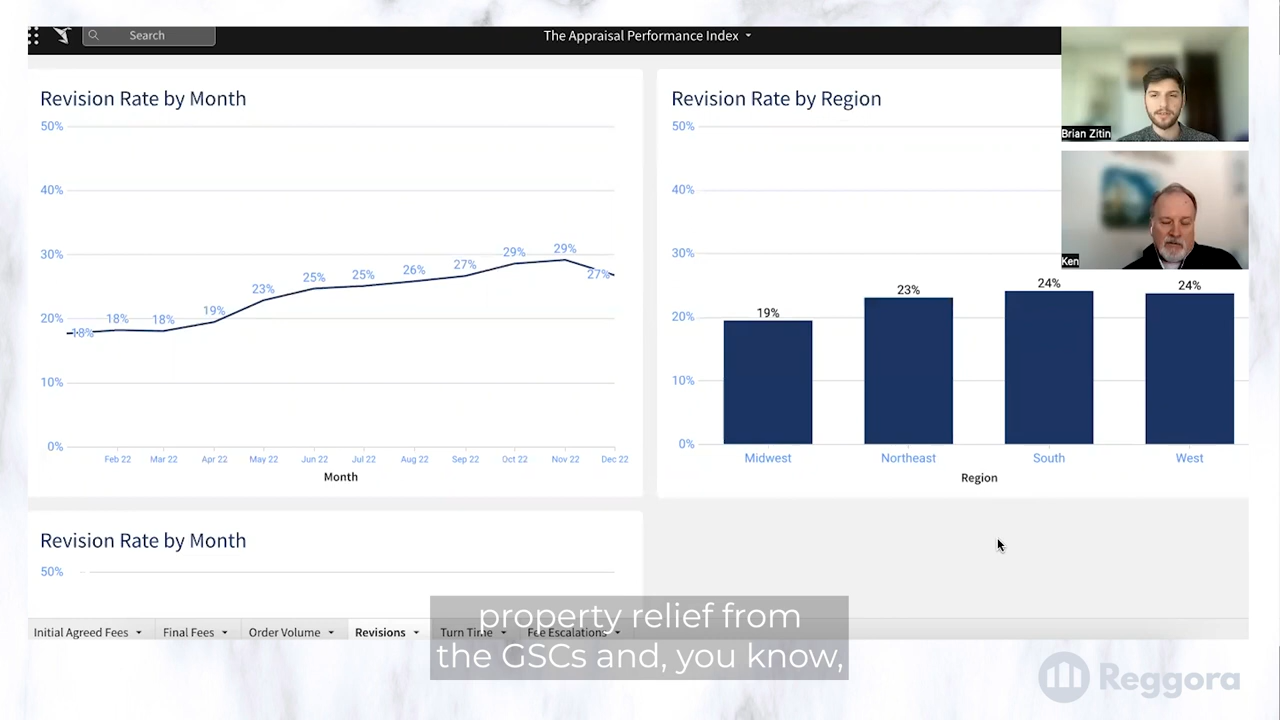 Search
The Appraisal Performance Index
Revision Rate by Month
50%
40%
30%
20%
10%
0%
18%
18%
18%
19%
23%
25%
25%
26%
27%
29%
29%
27%
Feb 22
Mar 22
Apr 22
May 22
Jun 22
Jul 22
Aug 22
Sep 22
Oct 22
Nov 22
Dec 22
Month
Revision Rate by Region
50%
40%
30%
20%
10%
0%
19%
23%
24%
24%
Midwest
Northeast
South
West
Region
Brian Zitin
Ken
Revision Rate by Month
50%
Initial Agreed Fees
Final Fees
Order Volume
Revisions
Turn Time
Fee Escalations
property relief from
the GSCs and, you know,
Reggora